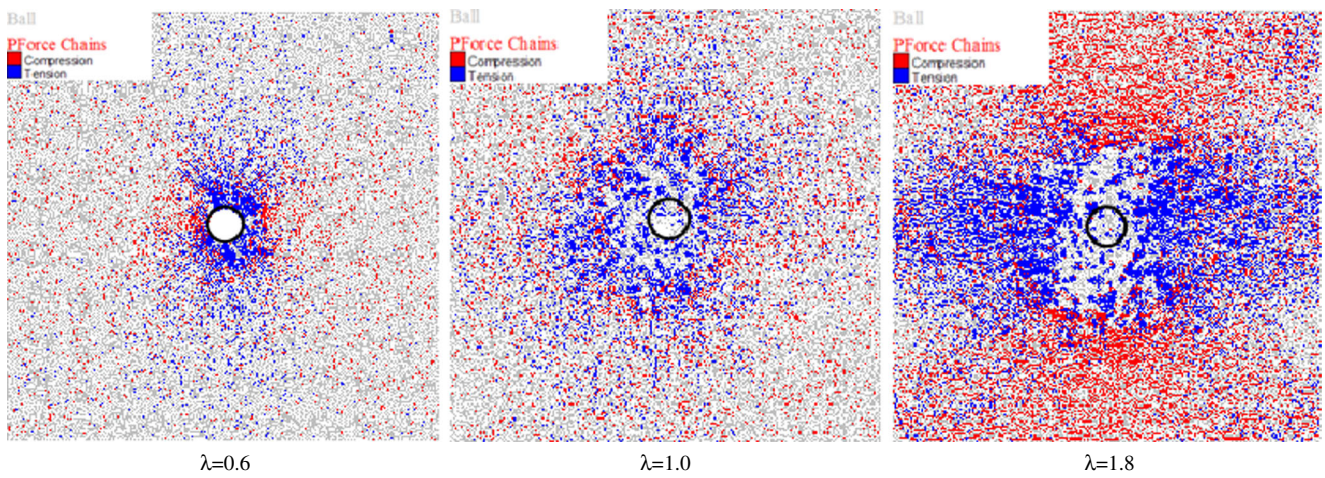 Ball
PForce Chains
Compression
Tension
Ball
PForce Chains
Compression
Tension
Ball
PForce Chains
Compression
Tension
λ=0.6
λ=1.0
λ=1.8